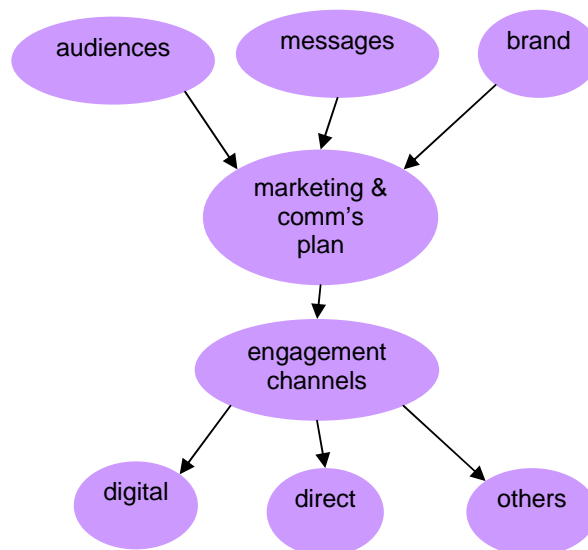 audiences
messages
brand
marketing &
comm’s
plan
engagement
channels
digital
direct
others